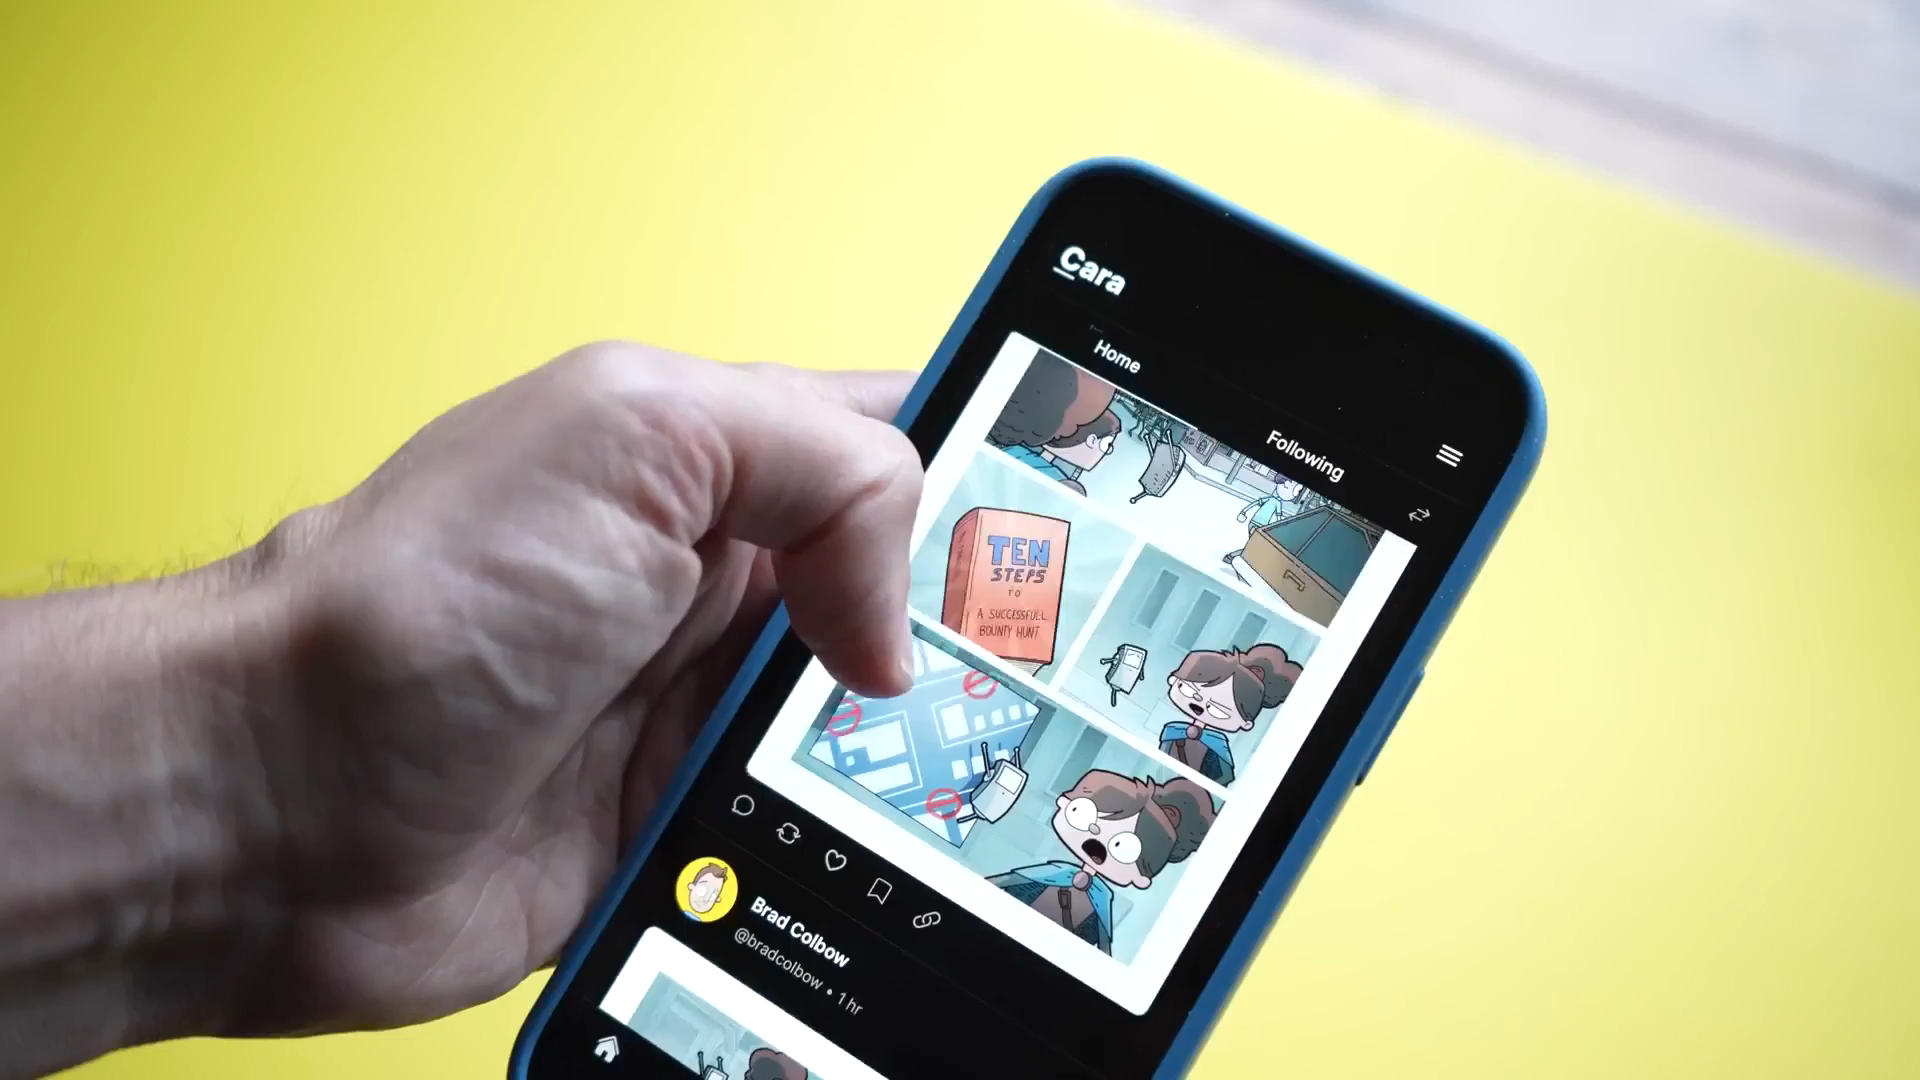 Cara
Home
Following
TEN
STEPS
TO
A SUCCESSFULL
BOUNTY HUNT
Brad Colbow
@bradcolbow • 1 hr